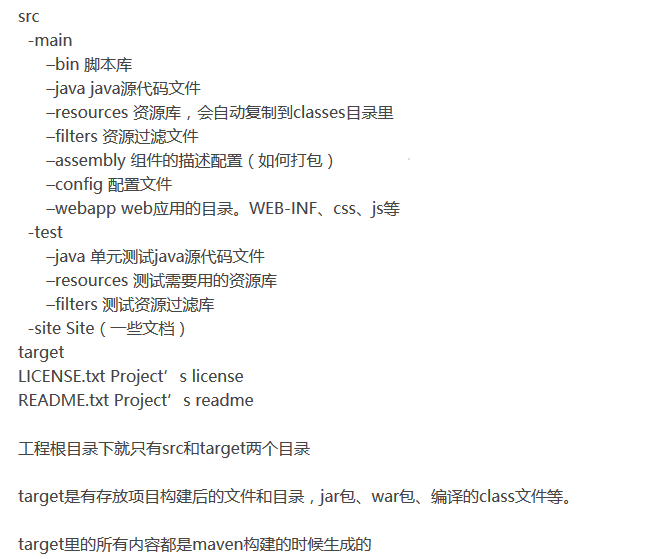 src
-main
–bin 脚本库
–java java源代码文件
–resources 资源库，会自动复制到classes目录里
–filters 资源过滤文件
–assembly 组件的描述配置（如何打包）
–config 配置文件
–webapp web应用的目录。WEB-INF、css、js等
-test
–java 单元测试java源代码文件
–resources 测试需要用的资源库
–filters 测试资源过滤库
-site Site（一些文档）
target
LICENSE.txt Project’s license
README.txt Project’s readme
工程根目录下就只有src和target两个目录
target是有存放项目构建后的文件和目录，jar包、war包、编译的class文件等。
target里的所有内容都是maven构建的时候生成的